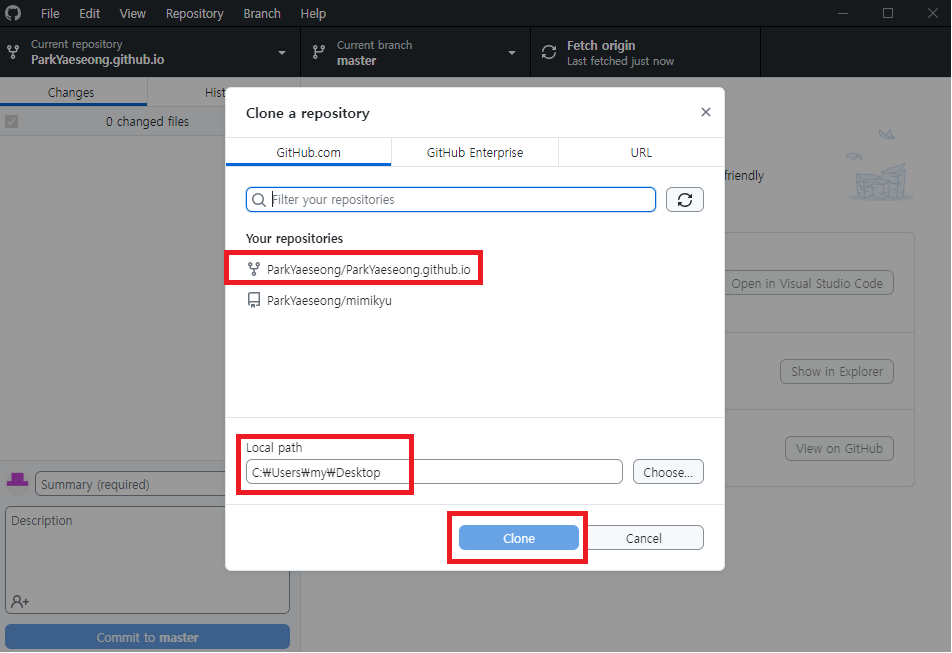 File Edit View Repository Branch Help
Current repository
ParkYaeseong.github.io
Current branch
master
Fetch origin
Last fetched just now
Changes
Hist
0 changed files
Clone a repository
GitHub.com
GitHub Enterprise
URL
Filter your repositories
Your repositories
ParkYaeseong/ParkYaeseong.github.io
ParkYaeseong/mimikyu
Local path
C:₩Users₩my₩Desktop
Choose...
Clone
Cancel
friendly
Open in Visual Studio Code
Show in Explorer
View on GitHub
Summary (required)
Description
Commit to master